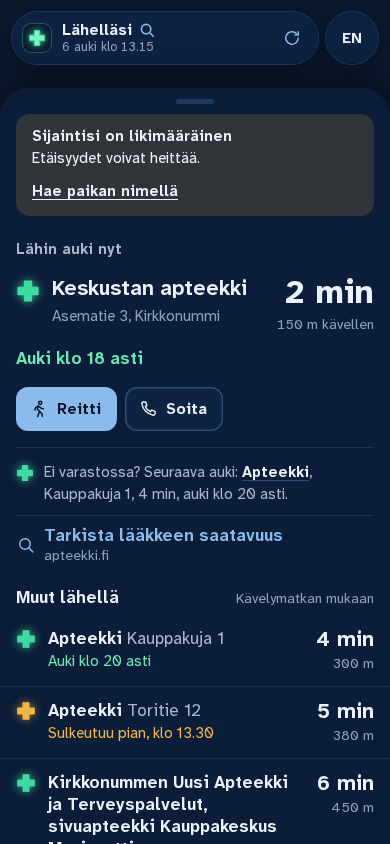 Lähelläsi
6 auki klo 13.15
EN
Sijaintisi on likimääräinen
Etäisyydet voivat heittää.
Hae paikan nimellä
Lähin auki nyt
Keskustan apteekki
2 min
Asematie 3, Kirkkonummi
150 m kävellen
Auki klo 18 asti
Reitti
Soita
Ei varastossa? Seuraava auki: Apteekki,
Kauppakuja 1, 4 min, auki klo 20 asti.
Tarkista lääkkeen saatavuus
apteekki.fi
Muut lähellä
Kävelymatkan mukaan
Apteekki Kauppakuja 1
4 min
Auki klo 20 asti
300 m
Apteekki Toritie 12
5 min
Sulkeutuu pian, klo 13.30
380 m
Kirkkonummen Uusi Apteekki
6 min
ja Terveyspalvelut,
450 m
sivuapteekki Kauppakeskus